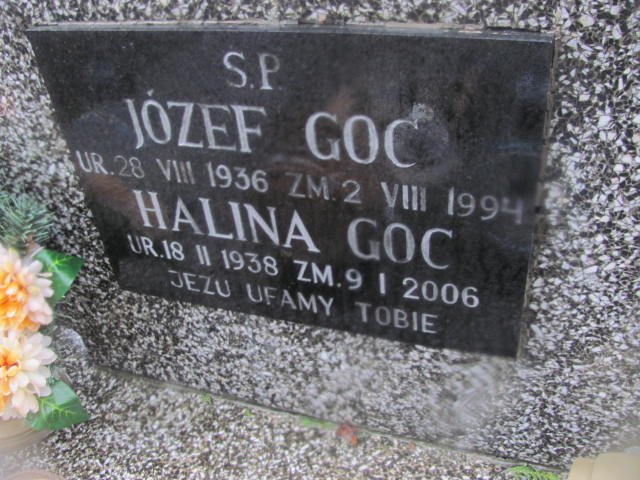 S.P
JÓZEF GOC
UR. 28 VIII 1936 ZM. 2 VIII 1994
HALINA GOC
UR. 18 II 1938 ZM. 9 I 2006
JEZU UFAMY TOBIE